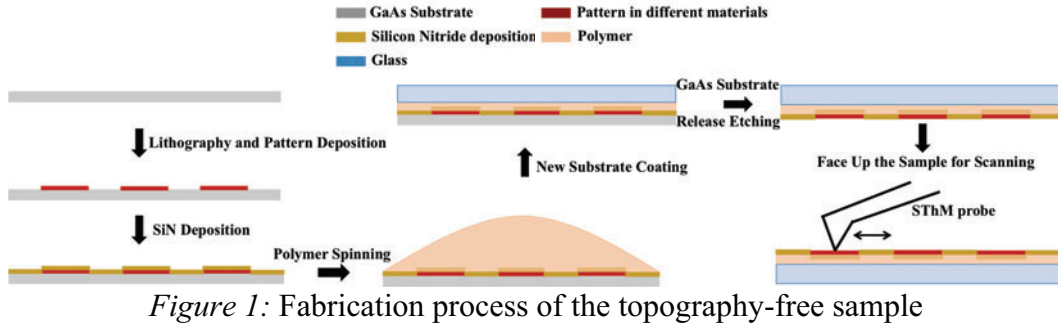 GaAs Substrate
Pattern in different materials
Silicon Nitride deposition
Polymer
Glass
Lithography and Pattern Deposition
SiN Deposition
Polymer Spinning
New Substrate Coating
GaAs Substrate
Release Etching
Face Up the Sample for Scanning
SThM probe
Figure 1: Fabrication process of the topography-free sample